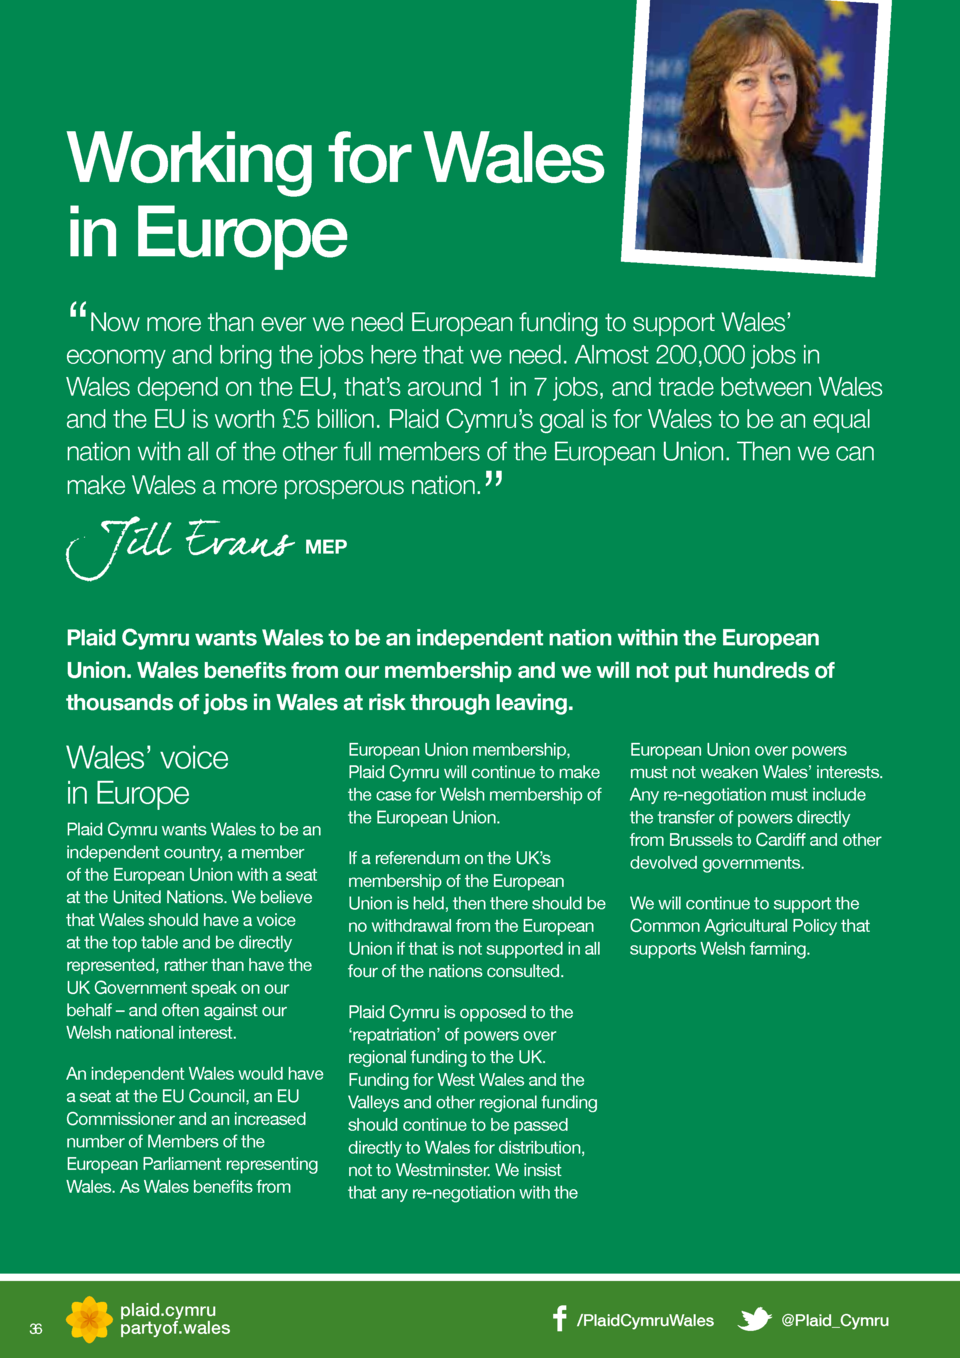 Working for Wales
in Europe
“Now more than ever we need European funding to support Wales’
economy and bring the jobs here that we need. Almost 200,000 jobs in
Wales depend on the EU, that’s around 1 in 7 jobs, and trade between Wales
and the EU is worth £5 billion. Plaid Cymru’s goal is for Wales to be an equal
nation with all of the other full members of the European Union. Then we can
make Wales a more prosperous nation.”
Jill Evans MEP
Plaid Cymru wants Wales to be an independent nation within the European
Union. Wales benefits from our membership and we will not put hundreds of
thousands of jobs in Wales at risk through leaving.
Wales’ voice
in Europe
Plaid Cymru wants Wales to be an
independent country, a member
of the European Union with a seat
at the United Nations. We believe
that Wales should have a voice
at the top table and be directly
represented, rather than have the
UK Government speak on our
behalf – and often against our
Welsh national interest.
An independent Wales would have
a seat at the EU Council, an EU
Commissioner and an increased
number of Members of the
European Parliament representing
Wales. As Wales benefits from
European Union membership,
Plaid Cymru will continue to make
the case for Welsh membership of
the European Union.
If a referendum on the UK’s
membership of the European
Union is held, then there should be
no withdrawal from the European
Union if that is not supported in all
four of the nations consulted.
Plaid Cymru is opposed to the
‘repatriation’ of powers over
regional funding to the UK.
Funding for West Wales and the
Valleys and other regional funding
should continue to be passed
directly to Wales for distribution,
not to Westminster. We insist
that any re-negotiation with the
European Union over powers
must not weaken Wales’ interests.
Any re-negotiation must include
the transfer of powers directly
from Brussels to Cardiff and other
devolved governments.
We will continue to support the
Common Agricultural Policy that
supports Welsh farming.
36
plaid.cymru
partyof.wales
/PlaidCymruWales
@Plaid_Cymru